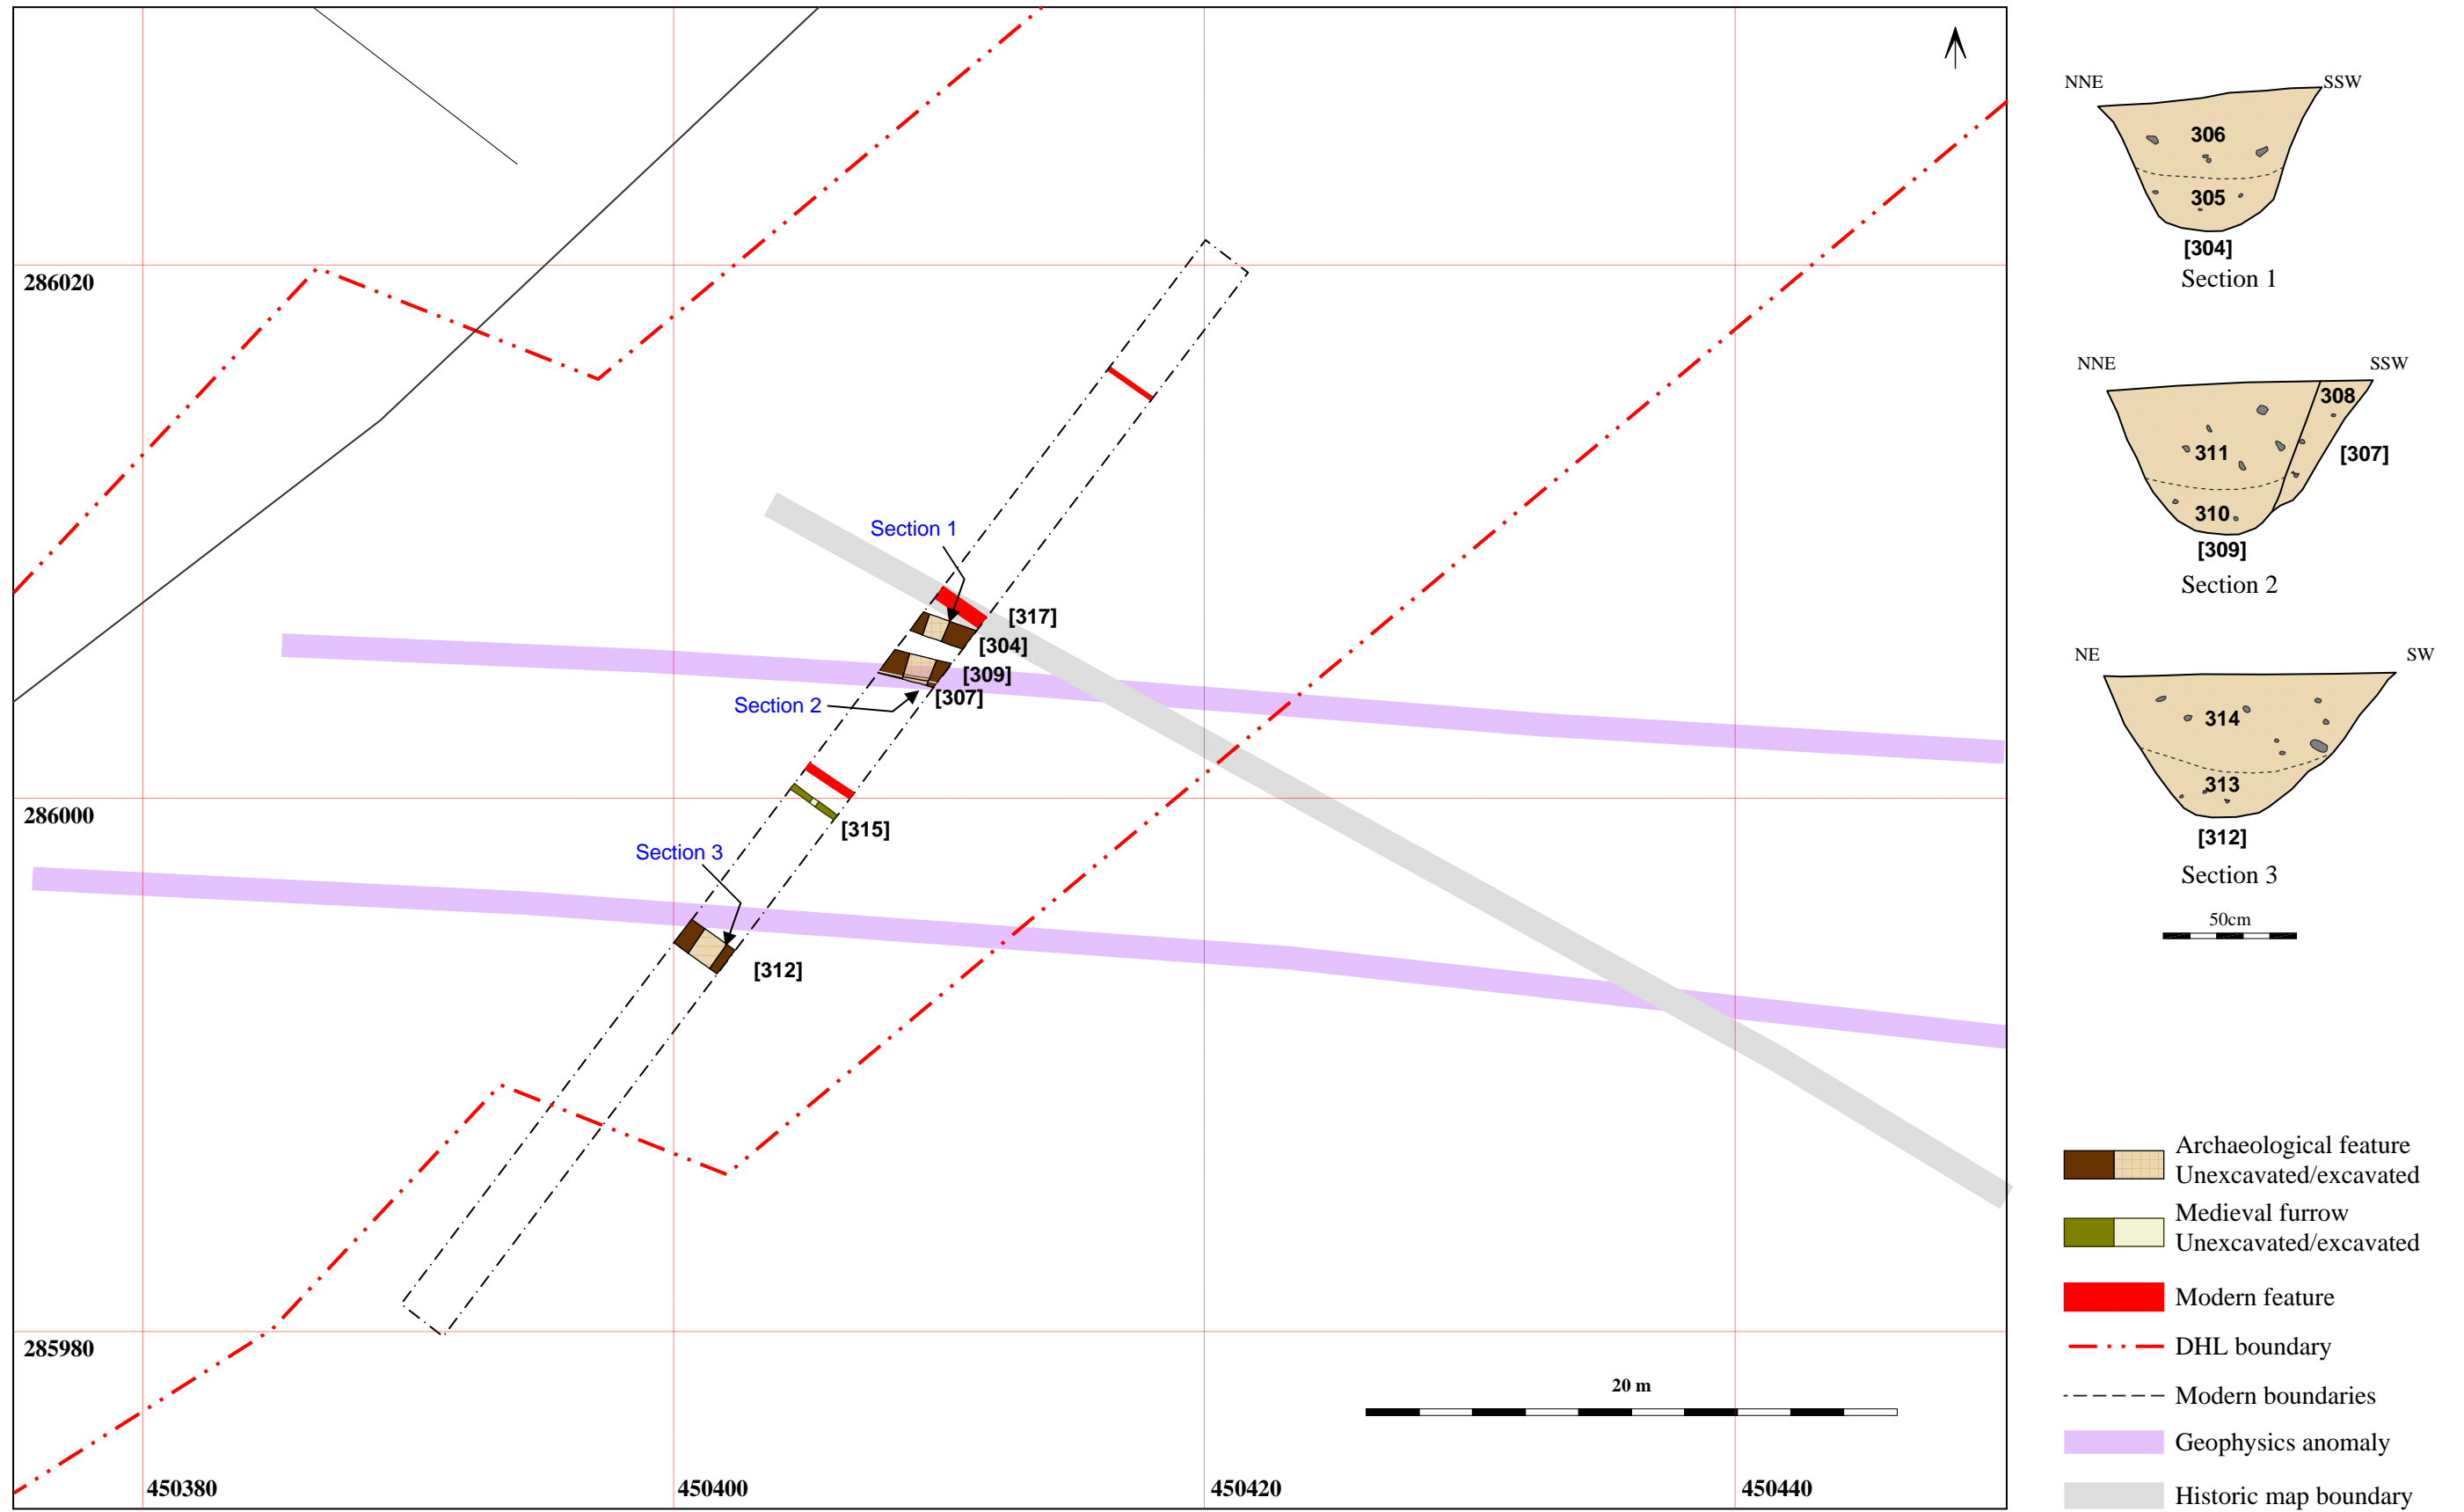 286020
286000
285980
450380
450400
450420
450440
Section 1
[317]
[304]
[309]
[307]
Section 2
[315]
Section 3
[312]
20 m
NNE
SSW
306
305
[304]
Section 1
NNE
SSW
308
311
[307]
310
[309]
Section 2
NE
SW
314
313
[312]
Section 3
50cm
Archaeological feature
Unexcavated/excavated
Medieval furrow
Unexcavated/excavated
Modern feature
DHL boundary
Modern boundaries
Geophysics anomaly
Historic map boundary